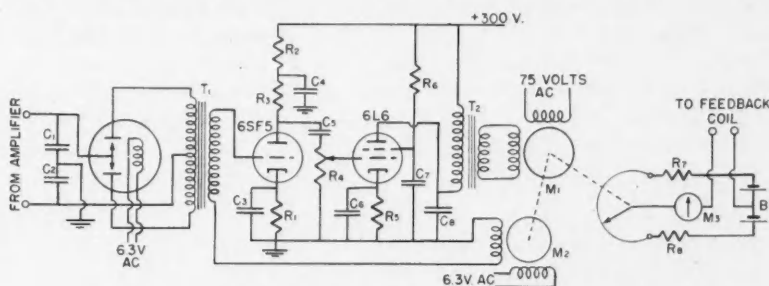 +300 V.
R2
C4
R3
T1
6SF5
C5
6L6
R6
T2
75 VOLTS
AC
TO FEEDBACK
COIL
FROM AMPLIFIER
C1
C2
R4
C7
M1
R7
B
M3
C3
R1
C6
R5
C8
M2
R8
6.3V
AC
6.3V. AC